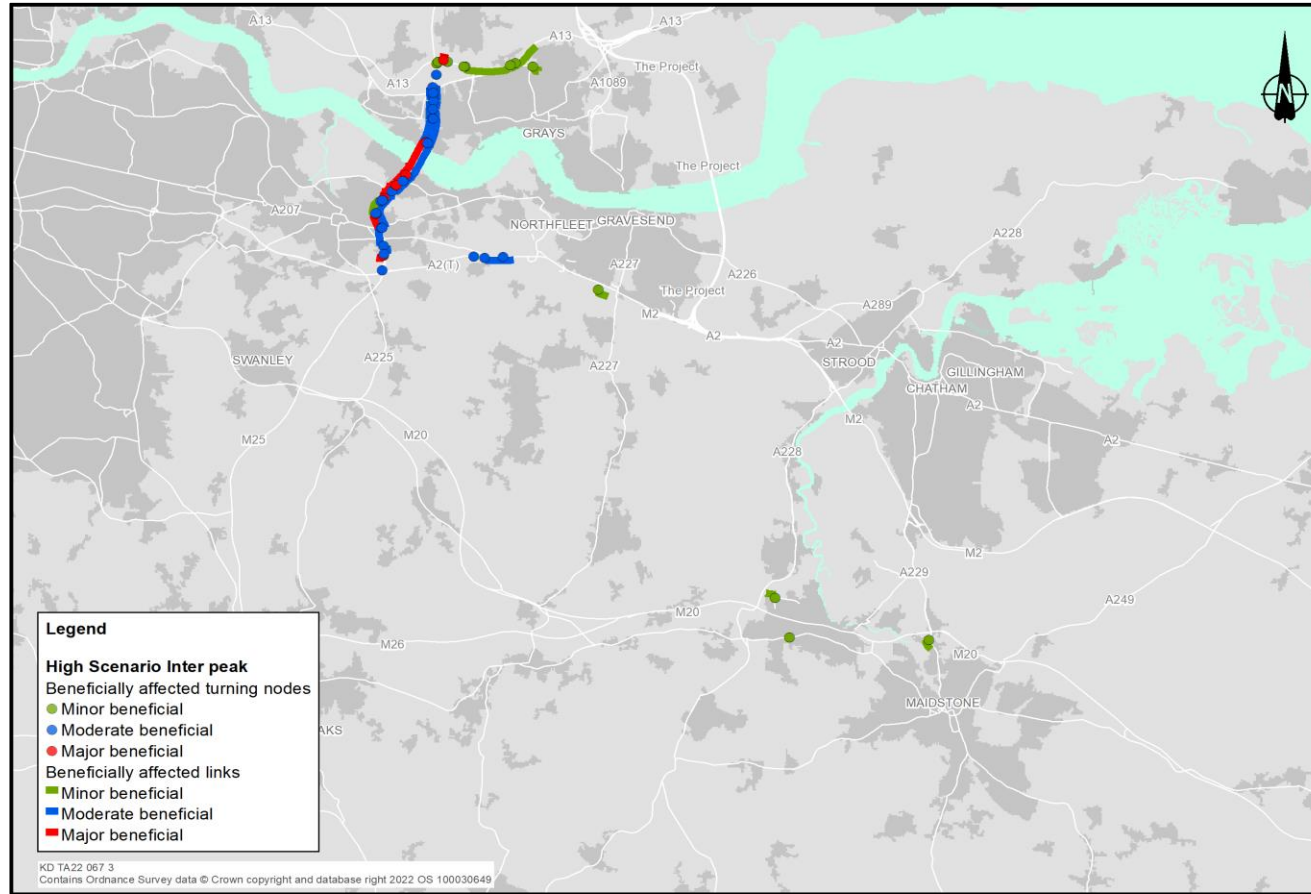 A13
A13
A13
The Project
A13
A1089
GRAYS
The Project
N
A207
NORTHFLEET
GRAVESEND
A228
A2(T)
A227
A226
The Project
A289
M2
A2
A2
STROOD
SWANLEY
A225
A227
GILLINGHAM
CHATHAM
A2
M2
A2
M25
M20
A228
M2
A229
A249
M20
M26
M20
MAIDSTONE
AKS
Legend
High Scenario Inter peak
Beneficially affected turning nodes
Minor beneficial
Moderate beneficial
Major beneficial
Beneficially affected links
Minor beneficial
Moderate beneficial
Major beneficial
KD TA22 067 3
Contains Ordnance Survey data © Crown copyright and database right 2022 OS 100030649